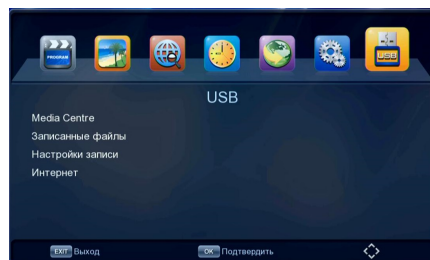 PROGRAM
USB
USB
Media Centre
Записанные файлы
Настройки записи
Интернет
EXIT Выход
OK Подтвердить